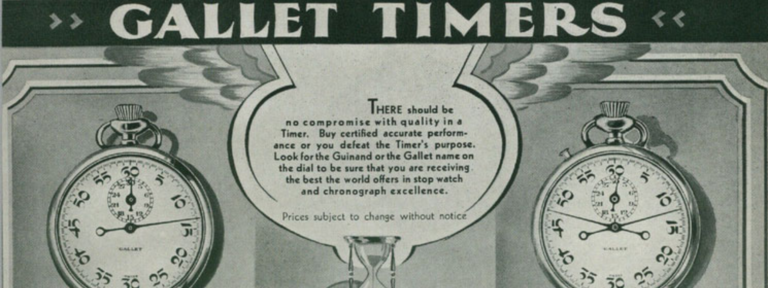 >> GALLET TIMERS <<
THERE should be
no compromise with quality in a
Timer. Buy certified accurate perform-
ance or you defeat the Timer's purpose.
Look for the Guinand or the Gallet name on
the dial to be sure that you are receiving
the best the world offers in stop watch
and chronograph excellence.
Prices subject to change without notice
GALLET
GALLET